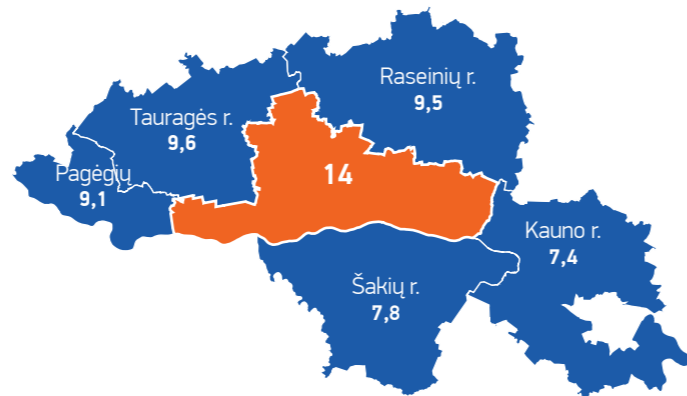 Raseinių r.
9,5
Tauragės r.
9,6
Pagėgių
9,1
14
Kauno r.
7,4
Šakių r.
7,8